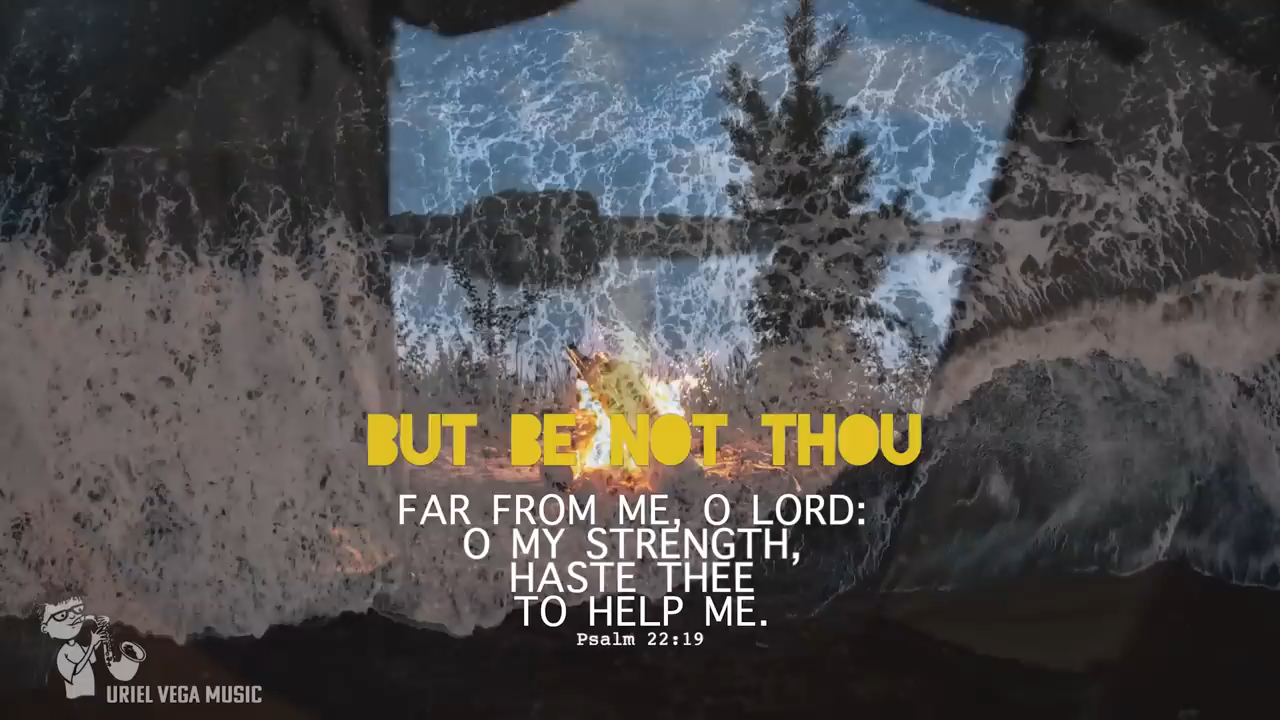 BUT BE NOT THOU
FAR FROM ME, O LORD:
O MY STRENGTH,
HASTE THEE
TO HELP ME.
Psalm 22:19
URIEL VEGA MUSIC